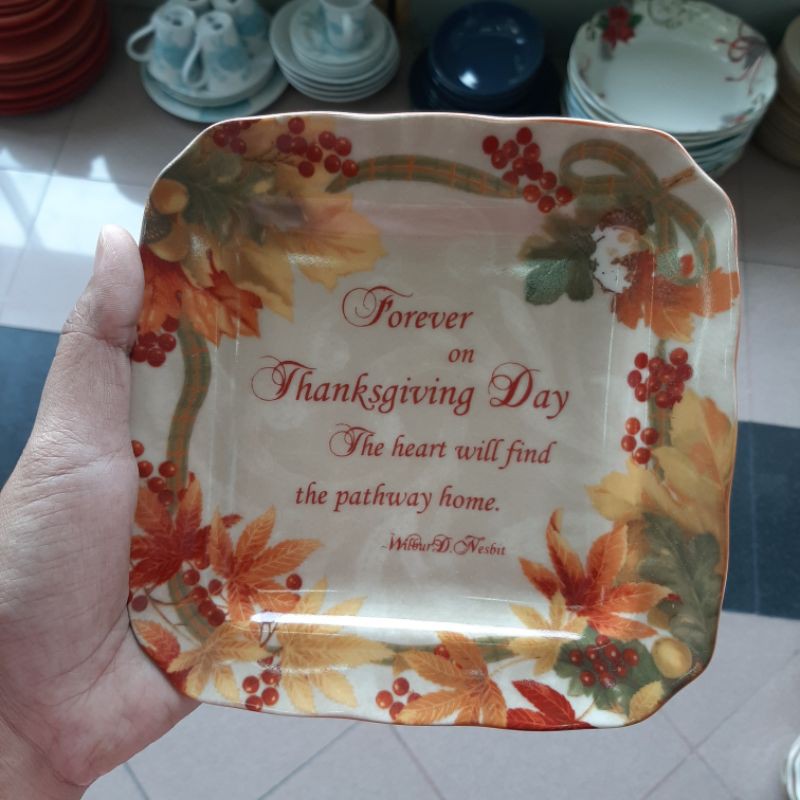 Forever
on
Thanksgiving Day
The heart will find
the pathway home.
~Wilbur D. Nesbit